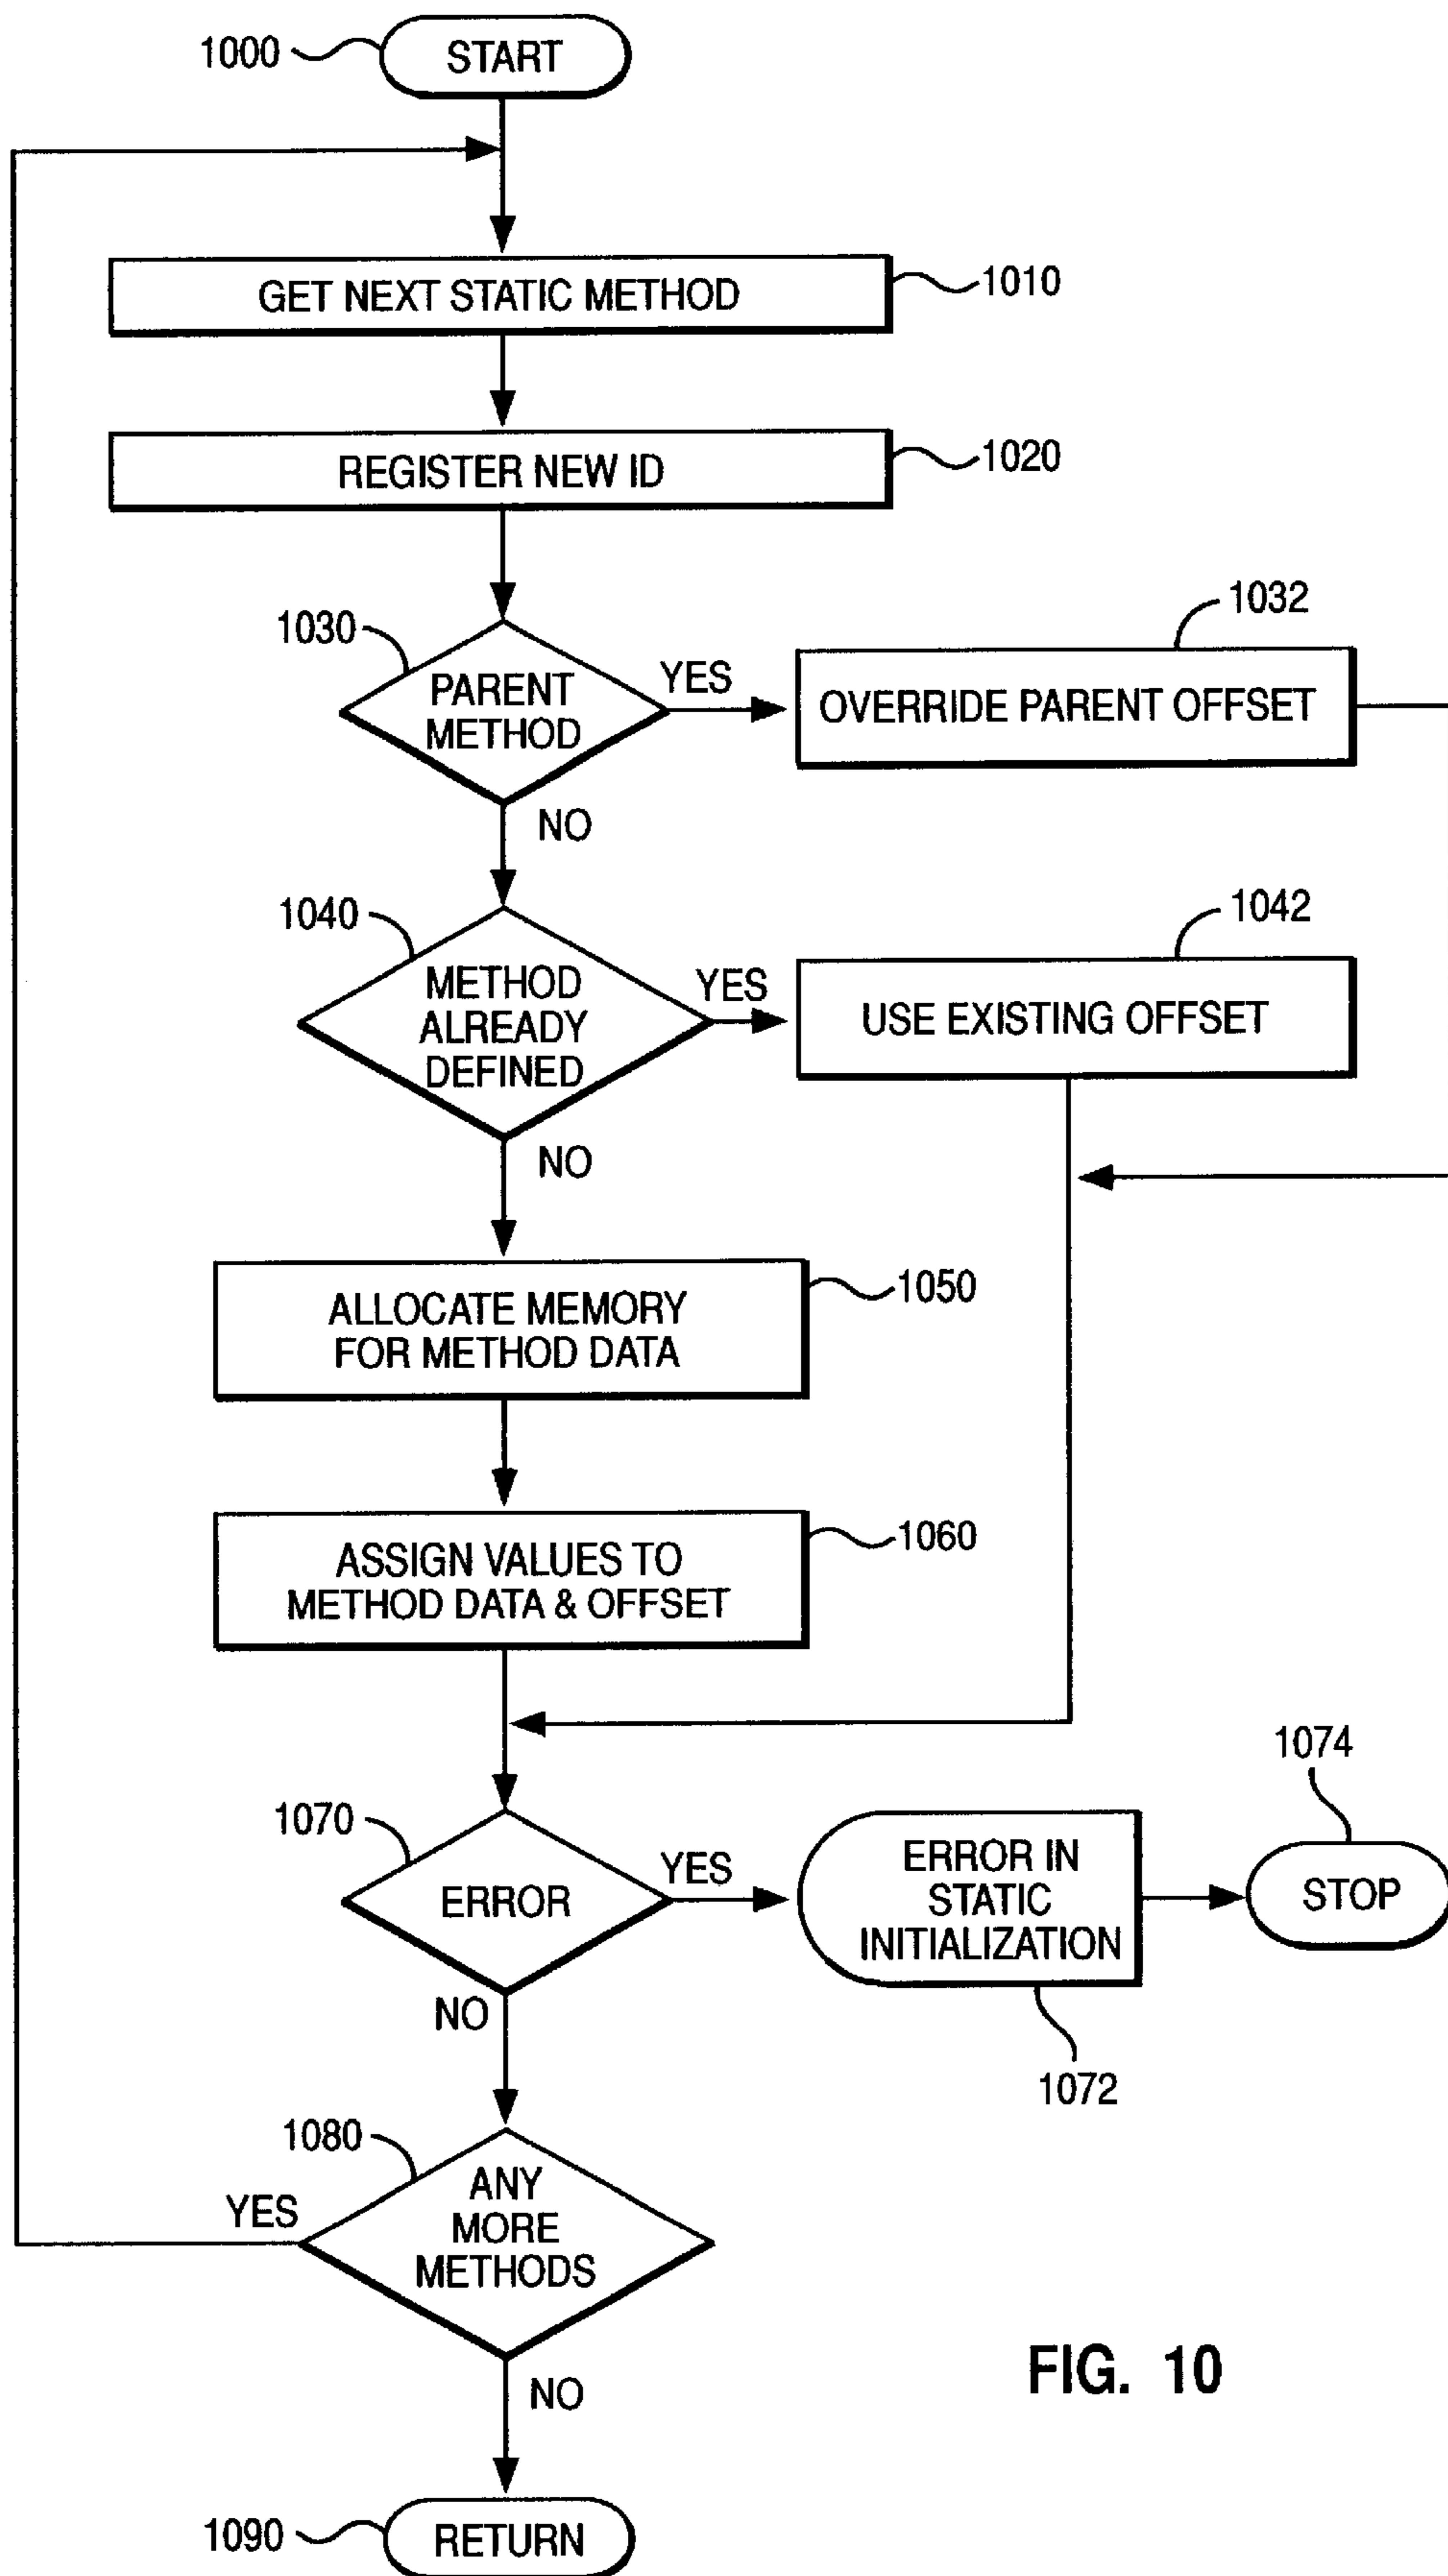 1000
START
GET NEXT STATIC METHOD
1010
REGISTER NEW ID
1020
1030
PARENT
METHOD
YES
1032
OVERRIDE PARENT OFFSET
NO
1040
METHOD
ALREADY
DEFINED
YES
1042
USE EXISTING OFFSET
NO
ALLOCATE MEMORY
FOR METHOD DATA
1050
ASSIGN VALUES TO
METHOD DATA & OFFSET
1060
1070
ERROR
YES
ERROR IN
STATIC
INITIALIZATION
1072
1074
STOP
NO
1080
ANY
MORE
METHODS
YES
NO
1090
RETURN
FIG. 10